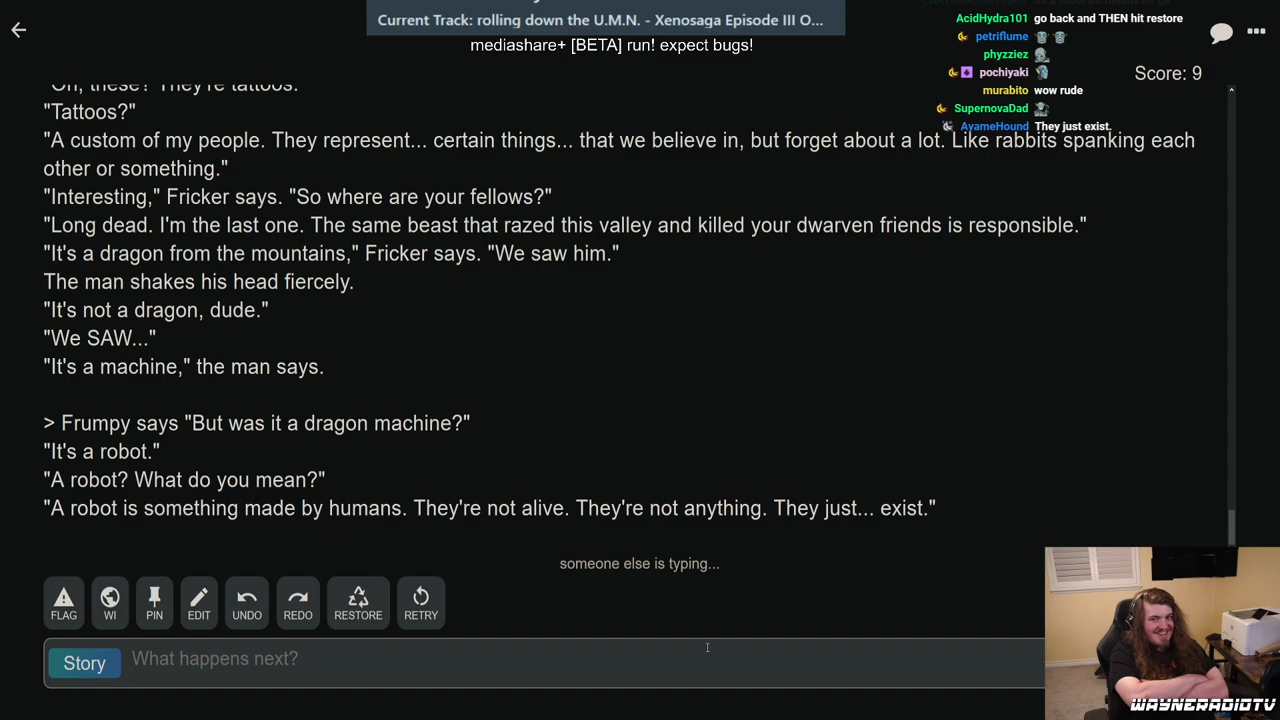 Current Track: rolling down the U.M.N. - Xenosaga Episode III O...
mediashare+ [BETA] run! expect bugs!
AcidHydra101 go back and THEN hit restore
petriflume
phyzziez
pochiyaki
murabito wow rude
SupernovaDad
AyameHound They just exist.
Score: 9
"Oh, these? They're tattoos."
"Tattoos?"
"A custom of my people. They represent... certain things... that we believe in, but forget about a lot. Like rabbits spanking each
other or something."
"Interesting," Fricker says. "So where are your fellows?"
"Long dead. I'm the last one. The same beast that razed this valley and killed your dwarven friends is responsible."
"It's a dragon from the mountains," Fricker says. "We saw him."
The man shakes his head fiercely.
"It's not a dragon, dude."
"We SAW..."
"It's a machine," the man says.
> Frumpy says "But was it a dragon machine?"
"It's a robot."
"A robot? What do you mean?"
"A robot is something made by humans. They're not alive. They're not anything. They just... exist."
someone else is typing...
FLAG WI PIN EDIT UNDO REDO RESTORE RETRY
Story What happens next?
WAYNERADIOTV